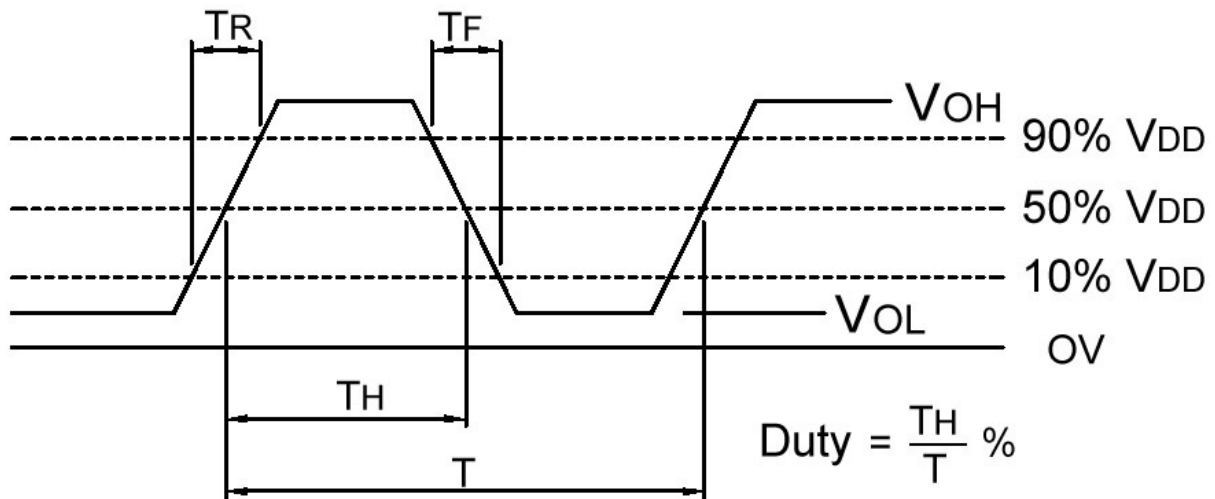 TR
TF
VOH
90% VDD
50% VDD
10% VDD
VOL
OV
TH
Duty = TH/T %
T